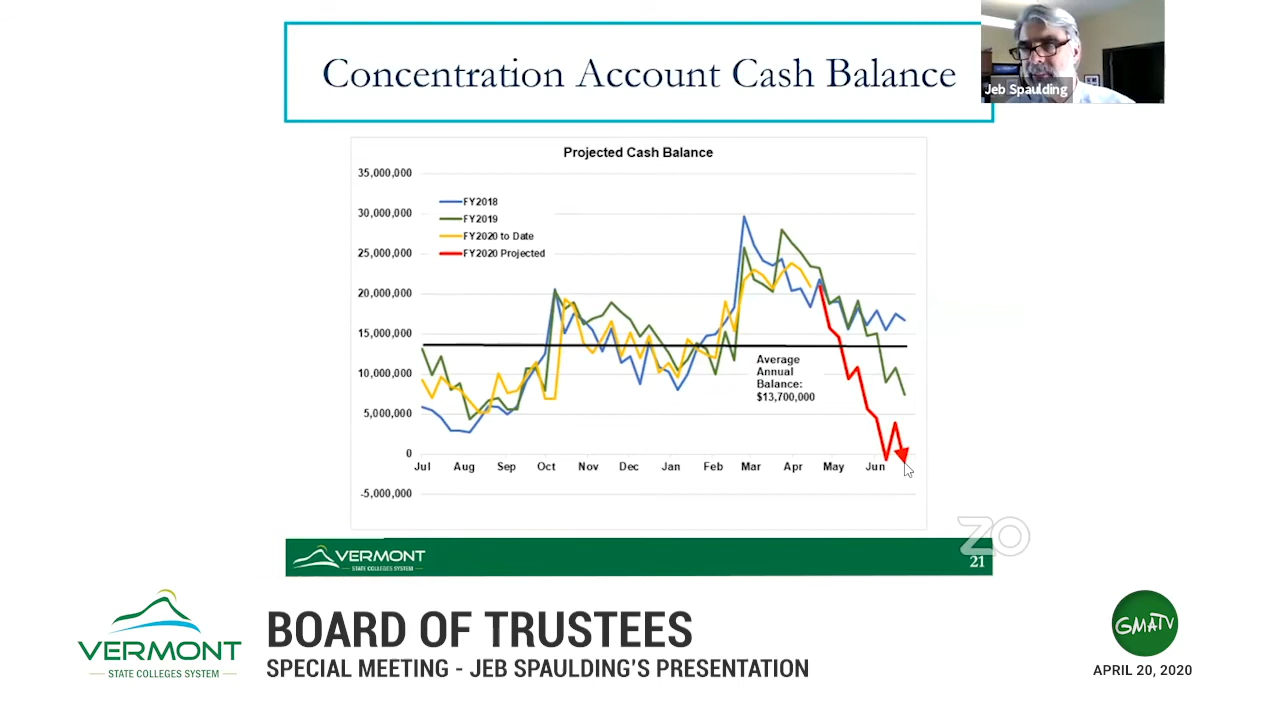 Concentration Account Cash Balance
Jeb Spaulding
Projected Cash Balance
35,000,000
30,000,000
25,000,000
20,000,000
15,000,000
10,000,000
5,000,000
0
-5,000,000
FY2018
FY2019
FY2020 to Date
FY2020 Projected
Average
Annual
Balance:
$13,700,000
Jul Aug Sep Oct Nov Dec Jan Feb Mar Apr May Jun
VERMONT
STATE COLLEGES SYSTEM
ZO
21
VERMONT
STATE COLLEGES SYSTEM
BOARD OF TRUSTEES
SPECIAL MEETING - JEB SPAULDING'S PRESENTATION
GMATV
APRIL 20, 2020